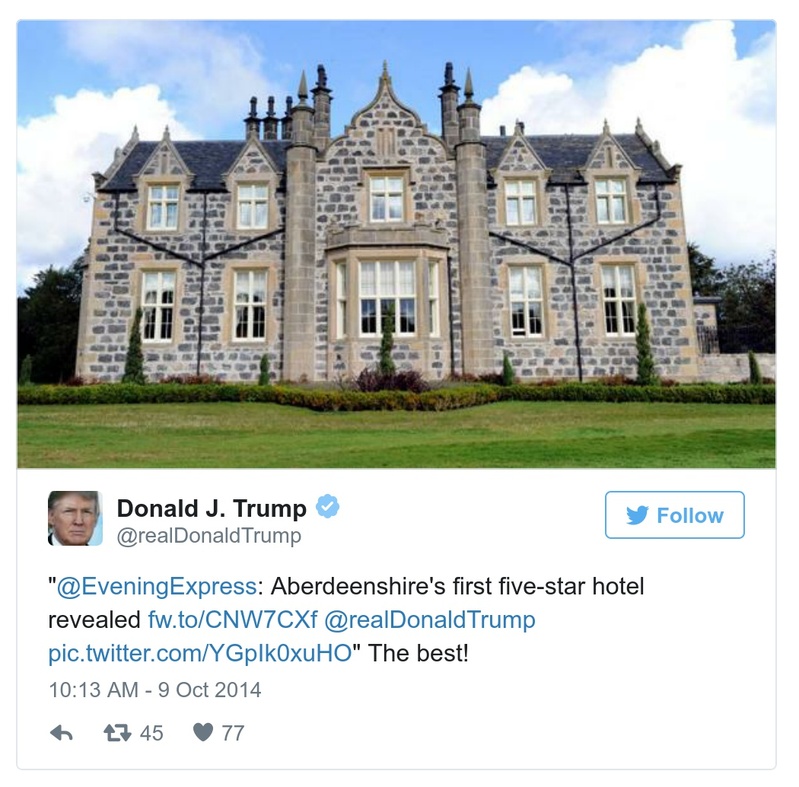 Donald J. Trump
@realDonaldTrump
Follow
"@EveningExpress: Aberdeenshire's first five-star hotel
revealed fw.to/CNW7CXf @realDonaldTrump
pic.twitter.com/YGpIk0xuHO" The best!
10:13 AM - 9 Oct 2014
45 77